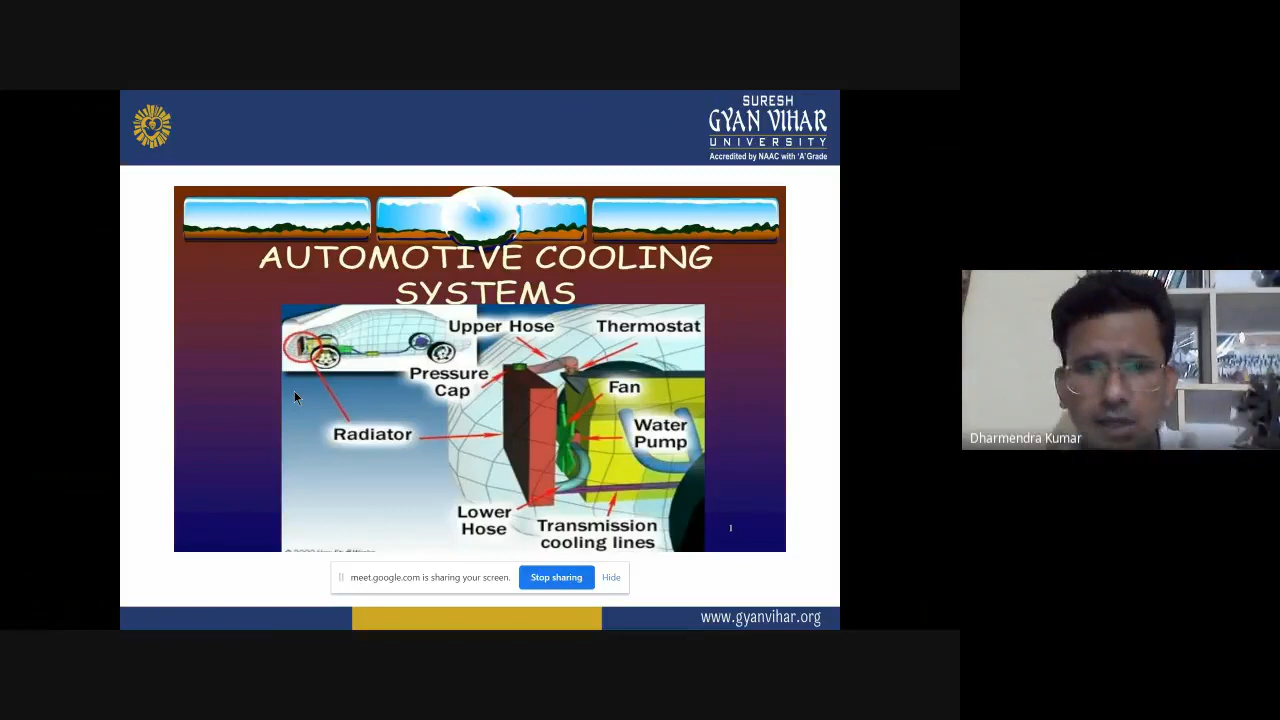 SURESH
GYAN VIHAR
UNIVERSITY
Accredited by NAAC with 'A' Grade
AUTOMOTIVE COOLING
SYSTEMS
Upper Hose
Thermostat
Pressure
Cap
Fan
Radiator
Water
Pump
Lower
Hose
Transmission
cooling lines
1
meet.google.com is sharing your screen.
Stop sharing
Hide
www.gyanvihar.org
Dharmendra Kumar